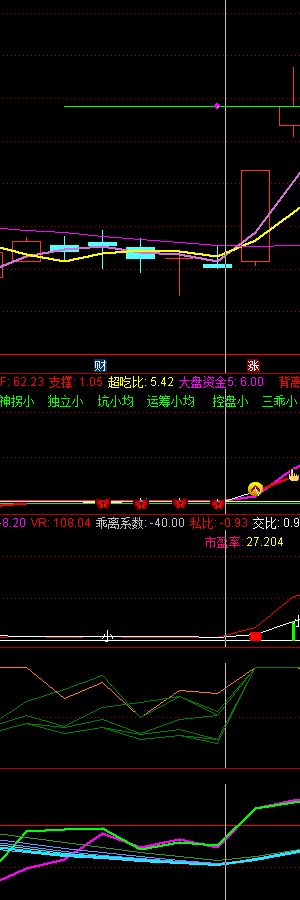 财 涨
F: 62.23 支撑: 1.05 超吃比: 5.42 大盘资金5: 6.00 背离
神拐小 独立小 坑小均 运筹小均 控盘小 三乖小
-8.20 VR: 108.04 乖离系数: -40.00 私比: -0.93 交比: 0.9
市盈率: 27.204
小